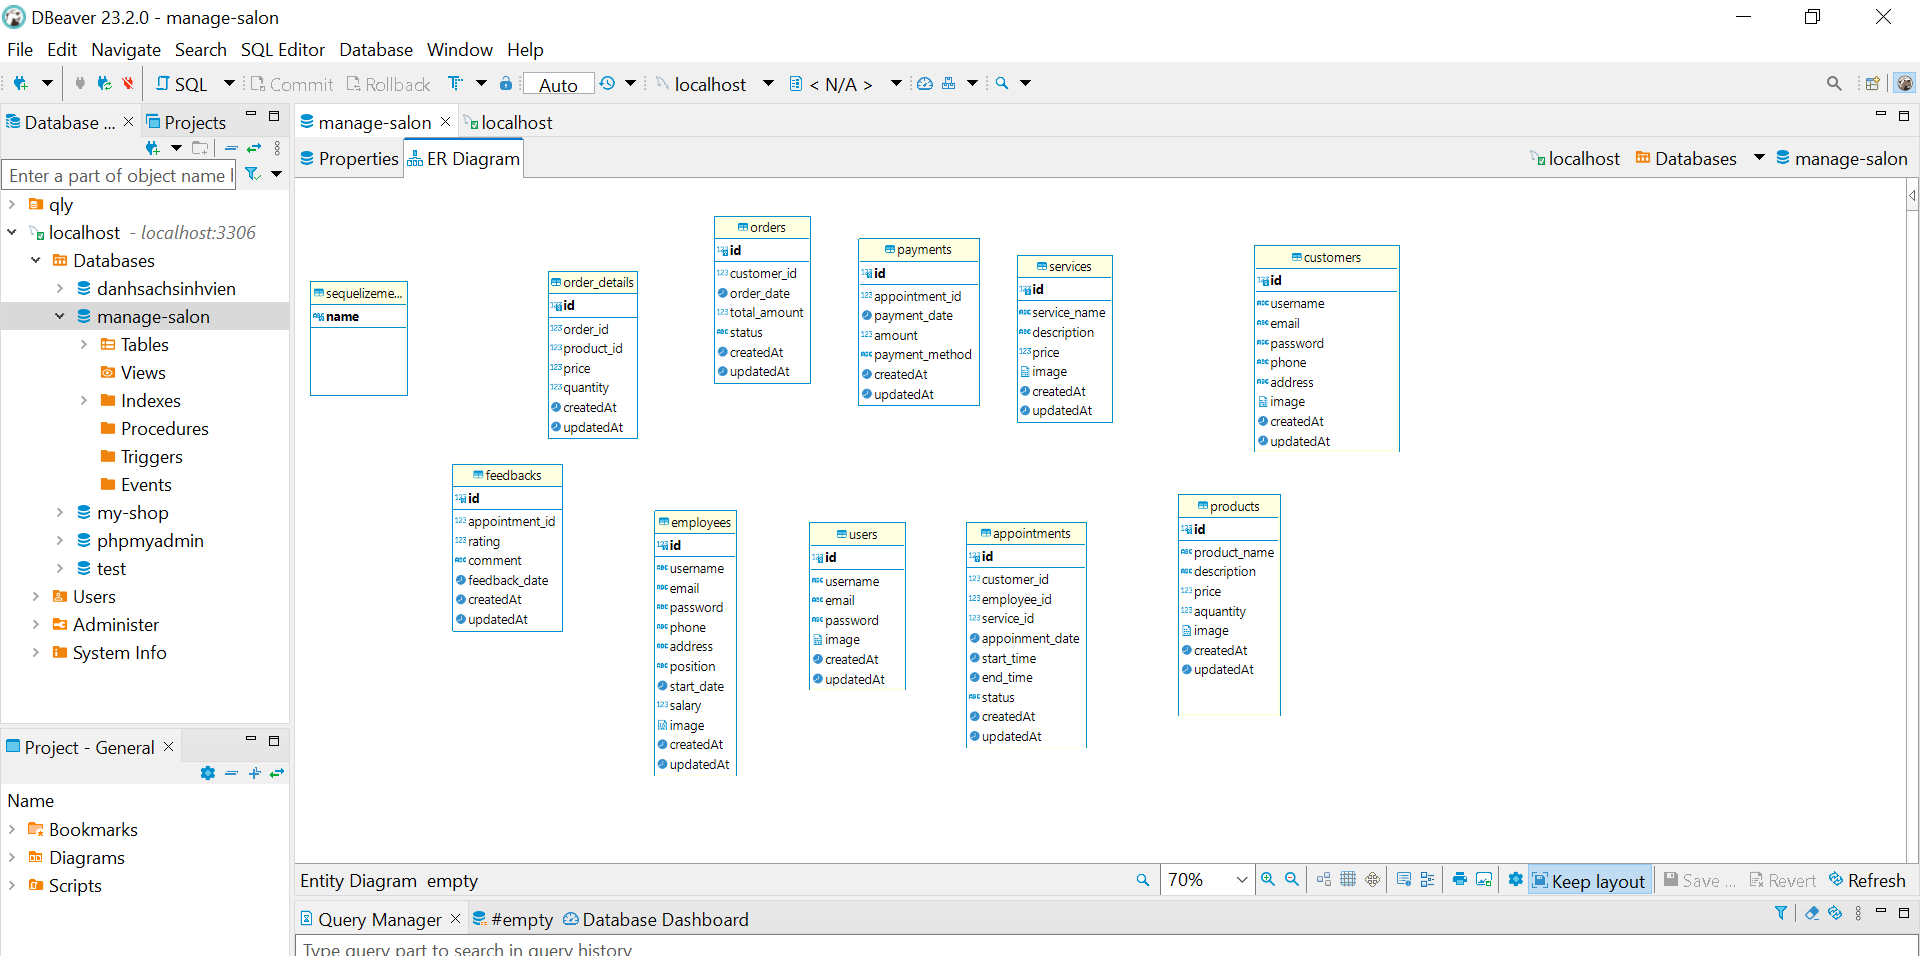 DBeaver 23.2.0 - manage-salon
File Edit Navigate Search SQL Editor Database Window Help
SQL Commit Rollback Auto localhost < N/A >
Database ... Projects
Enter a part of object name
qly
localhost - localhost:3306
Databases
danhsachsinhvien
manage-salon
Tables
Views
Indexes
Procedures
Triggers
Events
my-shop
phpmyadmin
test
Users
Administer
System Info
Project - General
Name
Bookmarks
Diagrams
Scripts
manage-salon localhost
Properties ER Diagram localhost Databases manage-salon
sequelizeme...
name
order_details
id
order_id
product_id
price
quantity
createdAt
updatedAt
orders
id
customer_id
order_date
total_amount
status
createdAt
updatedAt
payments
id
appointment_id
payment_date
amount
payment_method
createdAt
updatedAt
services
id
service_name
description
price
image
createdAt
updatedAt
customers
id
username
email
password
phone
address
image
createdAt
updatedAt
feedbacks
id
appointment_id
rating
comment
feedback_date
createdAt
updatedAt
employees
id
username
email
password
phone
address
position
start_date
salary
image
createdAt
updatedAt
users
id
username
email
password
image
createdAt
updatedAt
appointments
id
customer_id
employee_id
service_id
appoinment_date
start_time
end_time
status
createdAt
updatedAt
products
id
product_name
description
price
aquantity
image
createdAt
updatedAt
Entity Diagram empty 70% Keep layout Save ... Revert Refresh
Query Manager #empty Database Dashboard
Type query part to search in query history